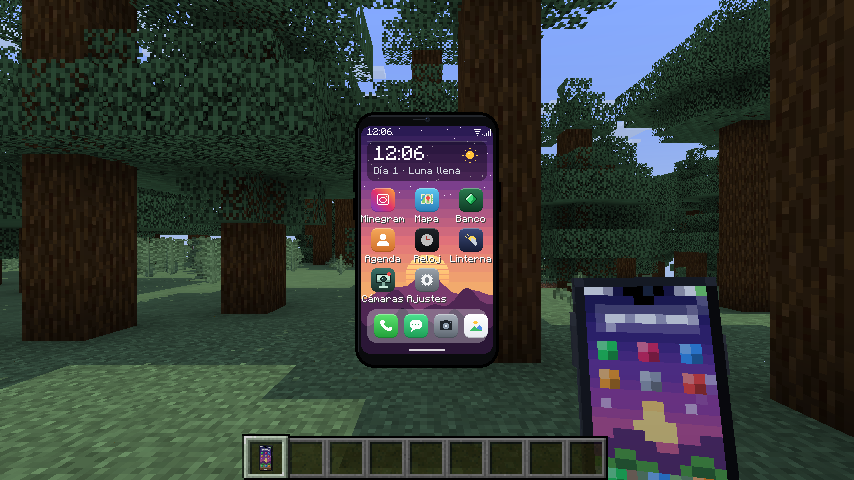 12:06
12:06
Día 1 · Luna llena
Minegram Mapa Banco
Agenda Reloj Linterna
Cámaras Ajustes